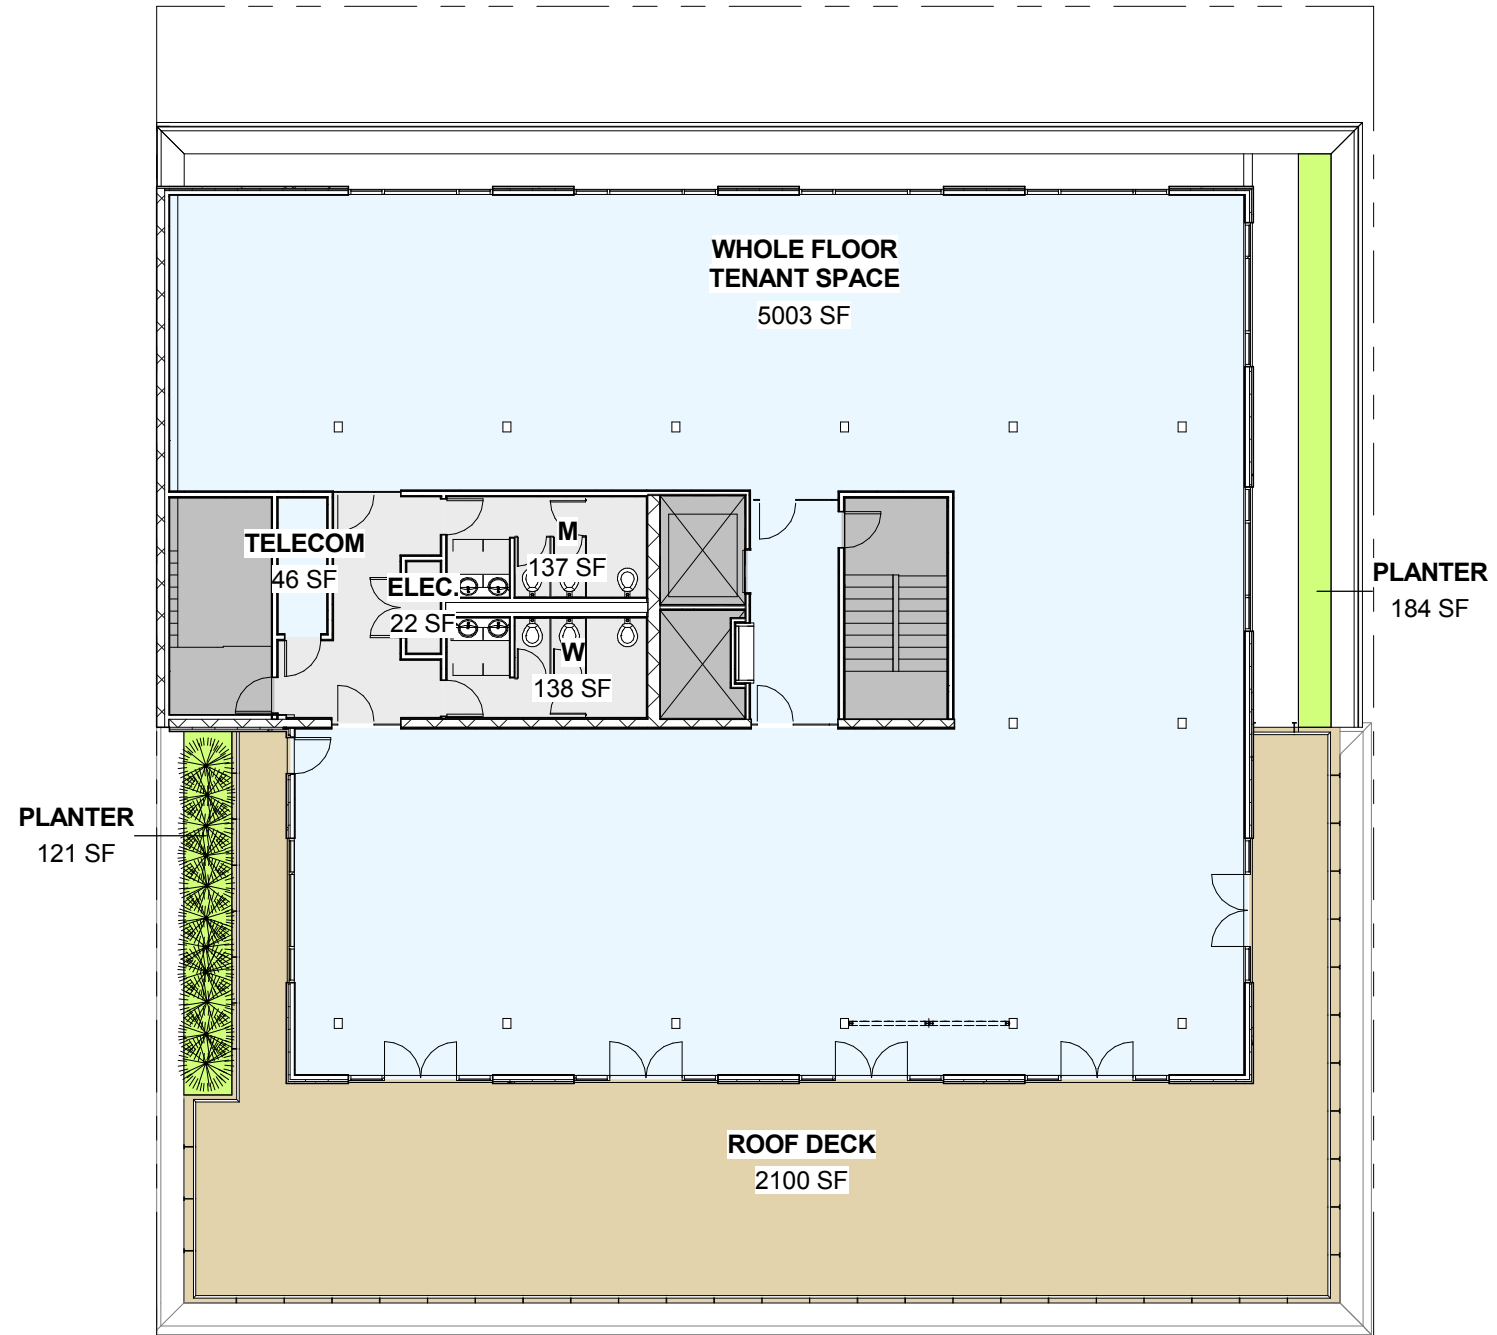 WHOLE FLOOR
TENANT SPACE
5003 SF
M
137 SF
TELECOM
46 SF
ELEC.
22 SF
W
138 SF
PLANTER
184 SF
PLANTER
121 SF
ROOF DECK
2100 SF